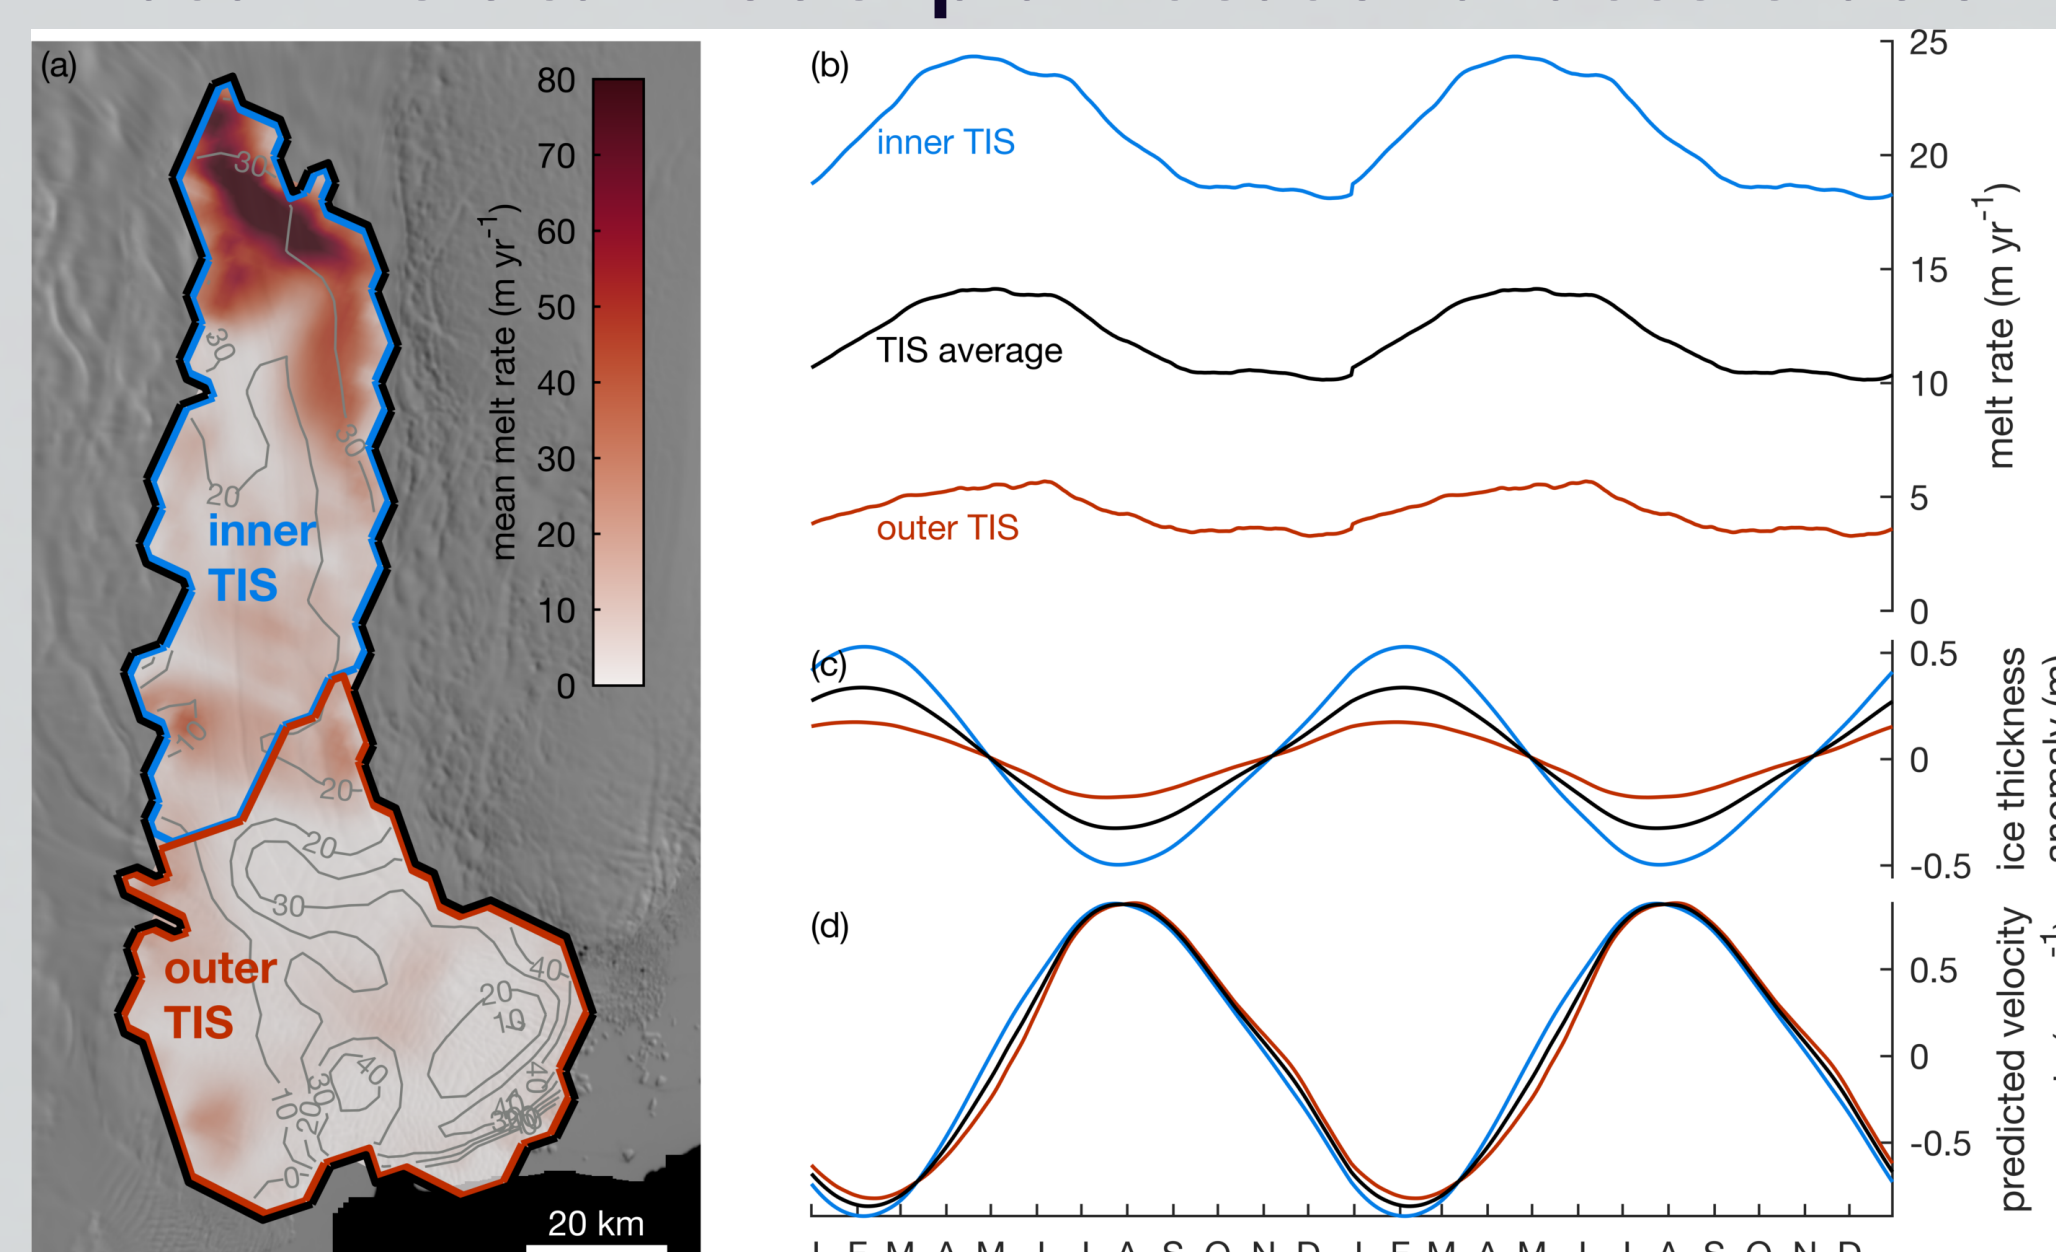 (a)
80
70
60
50
40
30
20
10
0
mean melt rate (m yr-1)
30
30
30
20
inner
TIS
10
20
20
30
40
20
10
outer
TIS
40
30
20
10
40
0
20 km
(b)
inner TIS
TIS average
outer TIS
25
20
15
10
5
0
melt rate (m yr-1)
(c)
0.5
0
-0.5
ice thickness
(d)
0.5
0
-0.5
predicted velocity